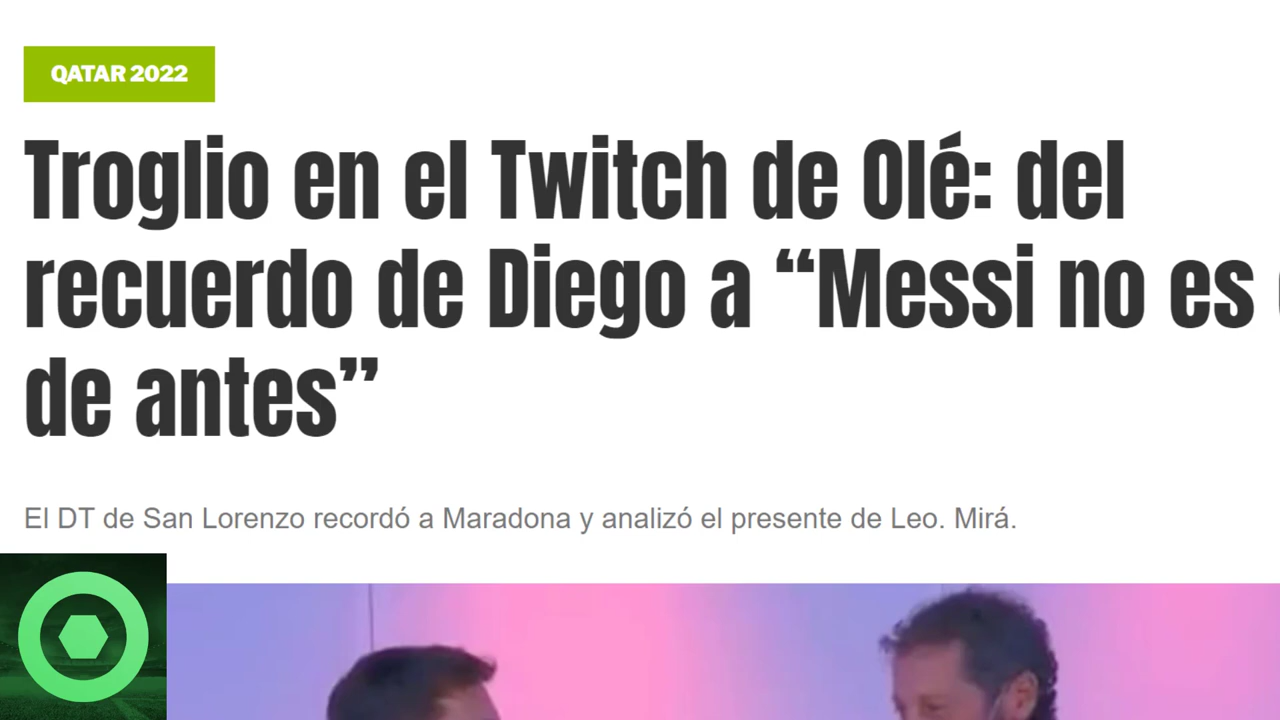 QATAR 2022
Troglio en el Twitch de Olé: del
recuerdo de Diego a “Messi no es
de antes”
El DT de San Lorenzo recordó a Maradona y analizó el presente de Leo. Mirá.